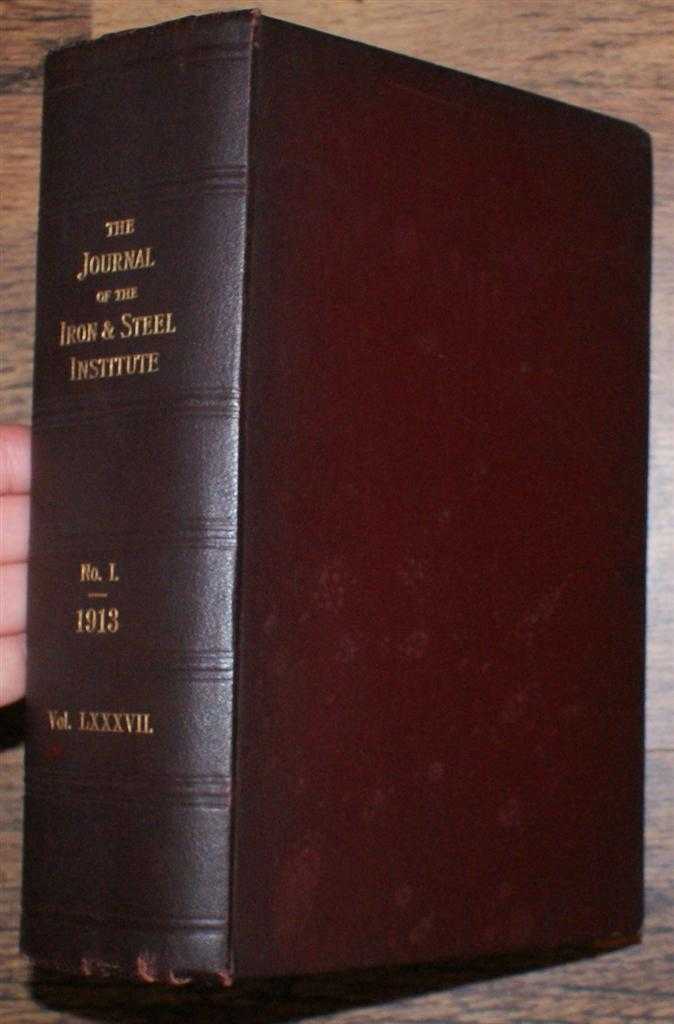 THE
JOURNAL
OF THE
IRON & STEEL
INSTITUTE
No. I.
1913
Vol. LXXXVII.